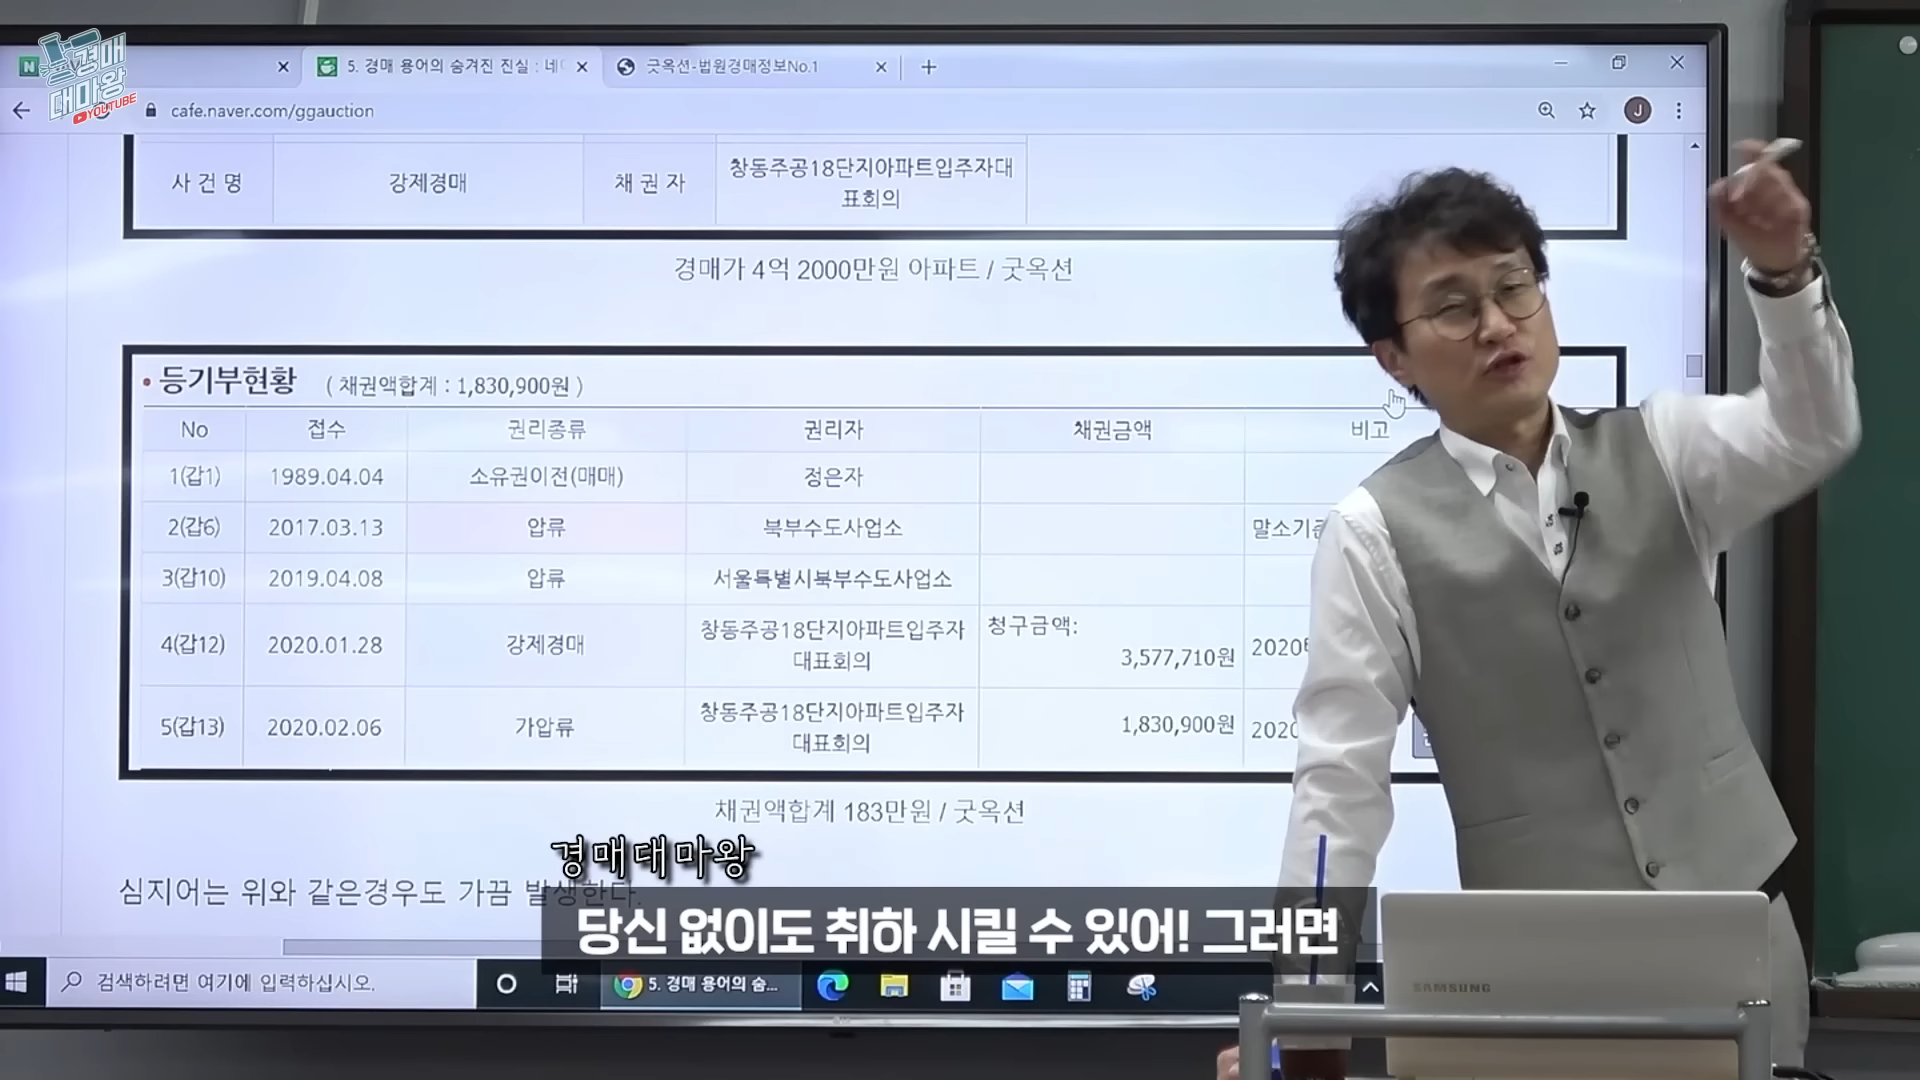 경매
대마왕
YOUTUBE
5. 경매 용어의 숨겨진 진실 : 네이
굿옥션-법원경매정보No.1
cafe.naver.com/ggauction
J
사 건 명 강제경매 채 권 자 창동주공18단지아파트입주자대
표회의
경매가 4억 2000만원 아파트 / 굿옥션
• 등기부현황 ( 채권액합계 : 1,830,900원 )
No 접수 권리종류 권리자 채권금액 비고
1(갑1) 1989.04.04 소유권이전(매매) 정은자
2(갑6) 2017.03.13 압류 북부수도사업소 말소기준
3(갑10) 2019.04.08 압류 서울특별시북부수도사업소
4(갑12) 2020.01.28 강제경매 창동주공18단지아파트입주자
대표회의 청구금액:
3,577,710원 2020
5(갑13) 2020.02.06 가압류 창동주공18단지아파트입주자
대표회의 1,830,900원 2020
채권액합계 183만원 / 굿옥션
경매대마왕
심지어는 위와 같은경우도 가끔 발생한다.
당신 없이도 취하 시킬 수 있어! 그러면
검색하려면 여기에 입력하십시오.
5. 경매 용어의 숨...
SAMSUNG